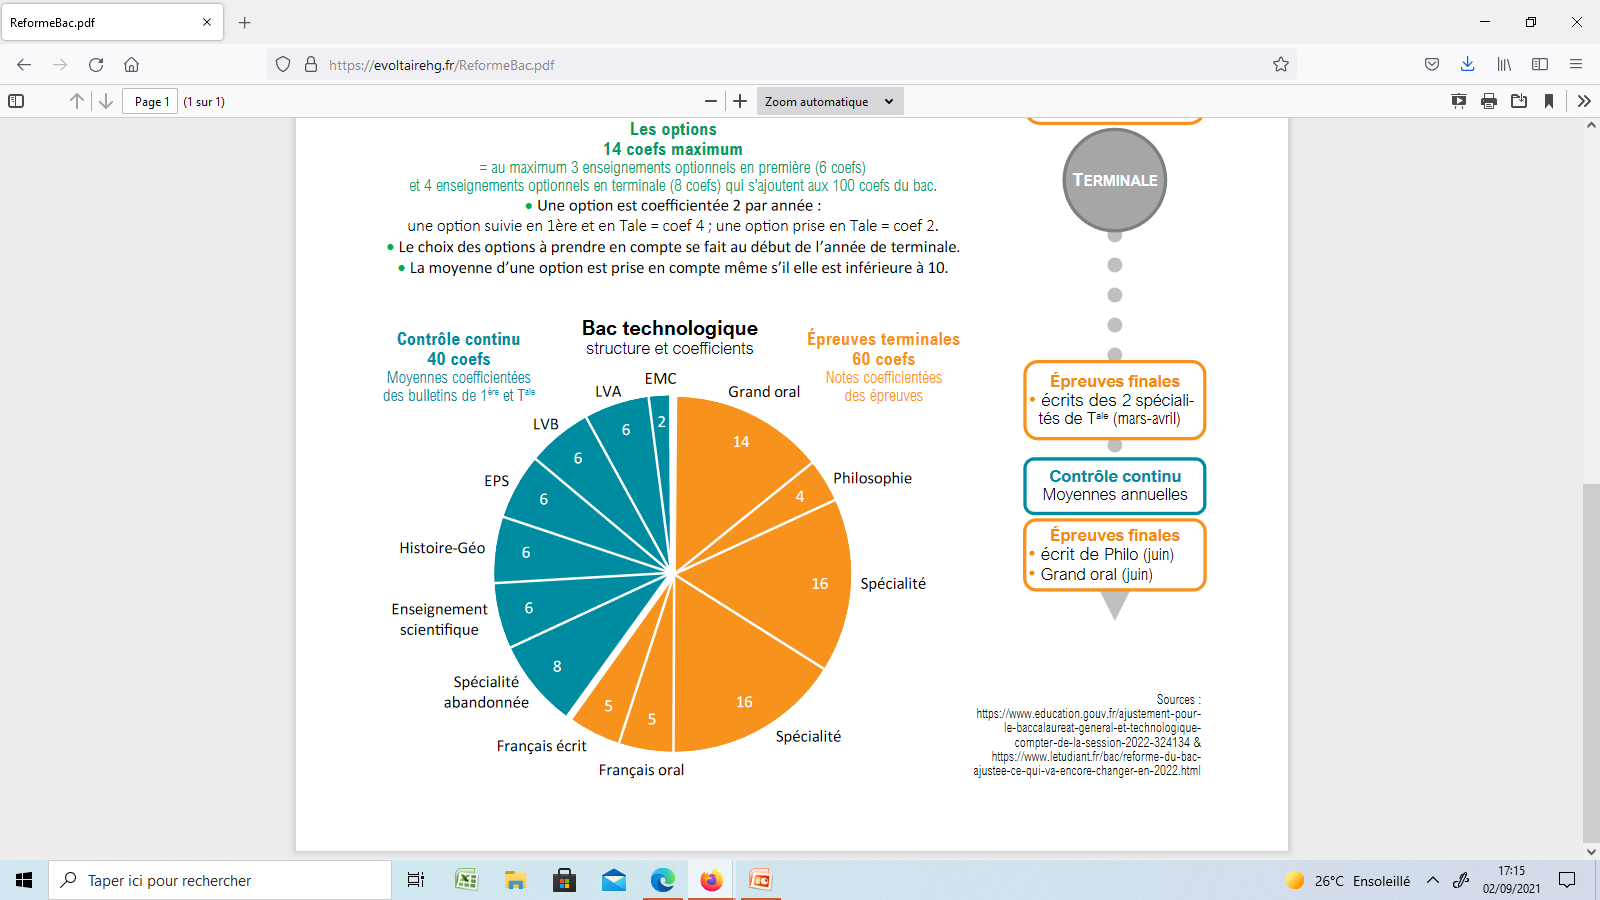 ReformeBac.pdf
https://evoltairehg.fr/ReformeBac.pdf
Page 1 (1 sur 1)
Zoom automatique
Les options
14 coefs maximum
= au maximum 3 enseignements optionnels en première (6 coefs)
et 4 enseignements optionnels en terminale (8 coefs) qui s'ajoutent aux 100 coefs du bac.
• Une option est coefficientée 2 par année :
une option suivie en 1ère et en Tale = coef 4 ; une option prise en Tale = coef 2.
• Le choix des options à prendre en compte se fait au début de l'année de terminale.
• La moyenne d'une option est prise en compte même s'il elle est inférieure à 10.
TERMINALE
Bac technologique
structure et coefficients
Contrôle continu
40 coefs
Moyennes coefficientées
des bulletins de 1ère et Tale
Épreuves terminales
60 coefs
Notes coefficientées
des épreuves
EMC
2
LVA
6
LVB
6
EPS
6
Histoire-Géo
6
Enseignement
scientifique
6
Spécialité
abandonnée
8
Français écrit
5
Français oral
5
Spécialité
16
Spécialité
16
Philosophie
4
Grand oral
14
Épreuves finales
• écrits des 2 spéciali-
tés de Tale (mars-avril)
Contrôle continu
Moyennes annuelles
Épreuves finales
• écrit de Philo (juin)
• Grand oral (juin)
Sources :
https://www.education.gouv.fr/ajustement-pour-
le-baccalaureat-general-et-technologique-
compter-de-la-session-2022-324134 &
https://www.letudiant.fr/bac/reforme-du-bac-
ajustee-ce-qui-va-encore-changer-en-2022.html
Taper ici pour rechercher
26°C Ensoleillé
17:15
02/09/2021